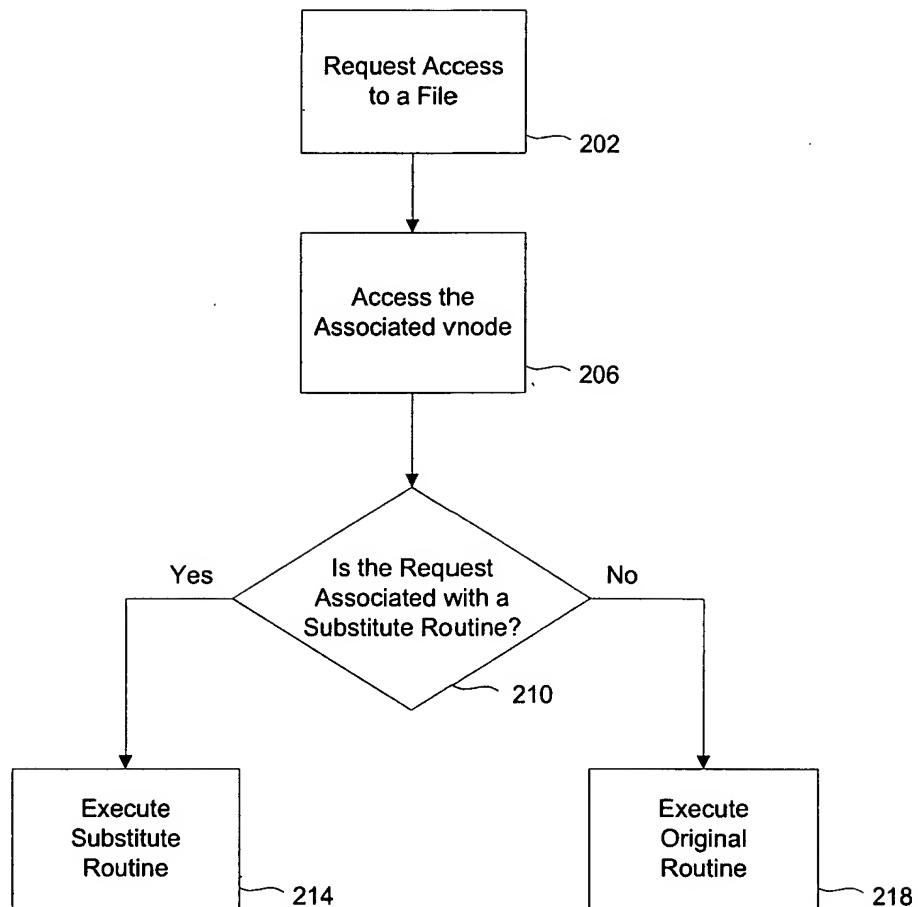 Request Access
to a File
202
Access the
Associated vnode
206
Is the Request
Associated with a
Substitute Routine?
Yes
No
210
Execute
Substitute
Routine
214
Execute
Original
Routine
218